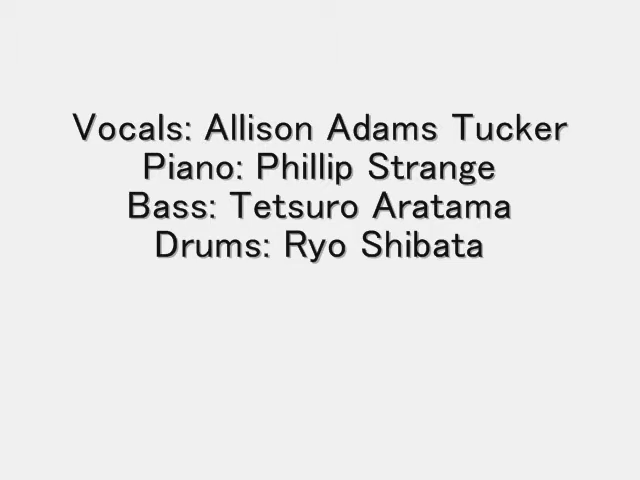 Vocals: Allison Adams Tucker
Piano: Phillip Strange
Bass: Tetsuro Aratama
Drums: Ryo Shibata